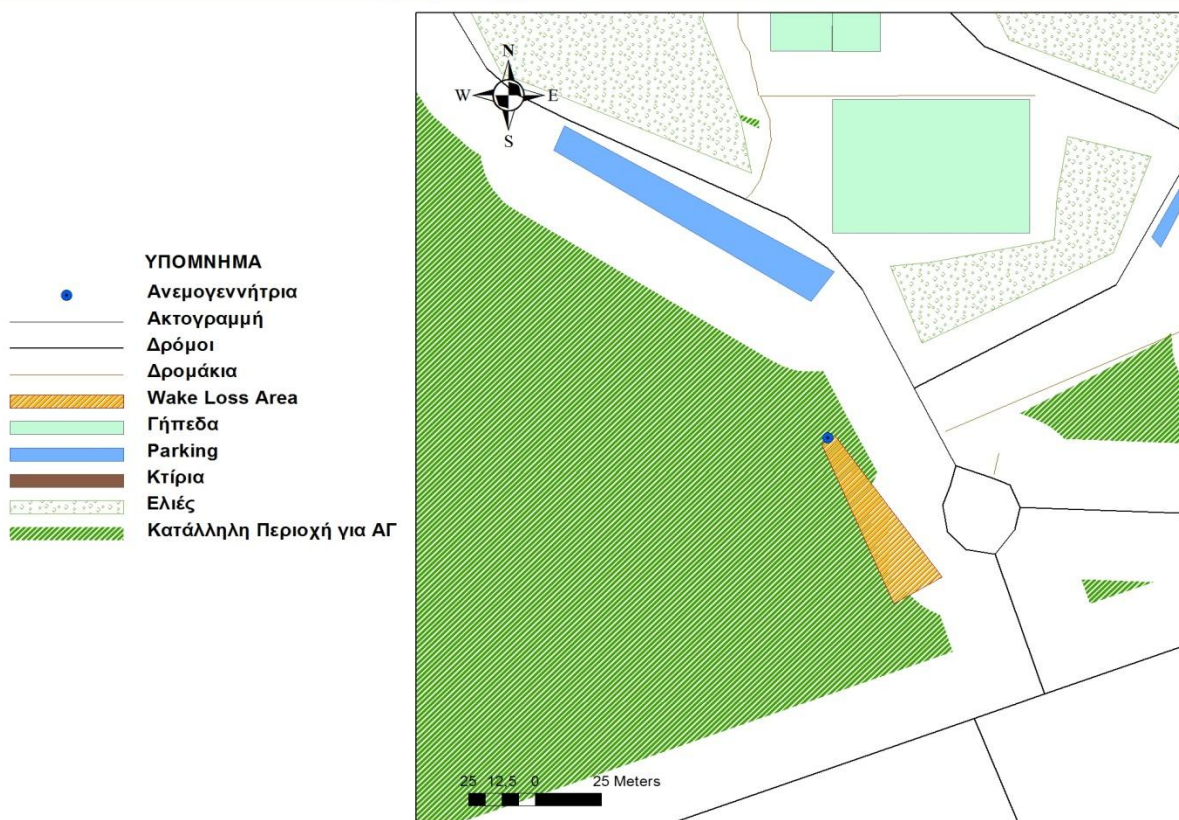 N
W E
S
ΥΠΟΜΝΗΜΑ
Ανεμογεννήτρια
Ακτογραμμή
Δρόμοι
Δρομάκια
Wake Loss Area
Γήπεδα
Parking
Κτίρια
Ελιές
Κατάλληλη Περιοχή για ΑΓ
25 12,5 0 25 Meters